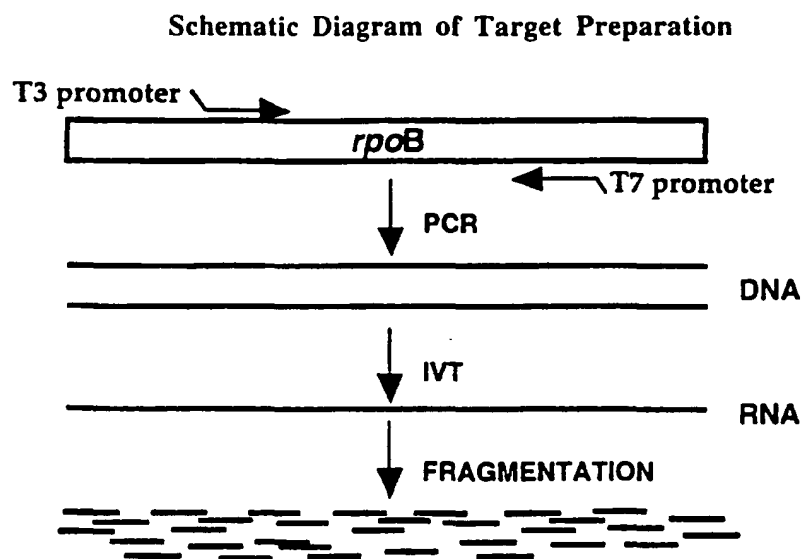 Schematic Diagram of Target Preparation
T3 promoter
rpoB
T7 promoter
PCR
DNA
IVT
RNA
FRAGMENTATION